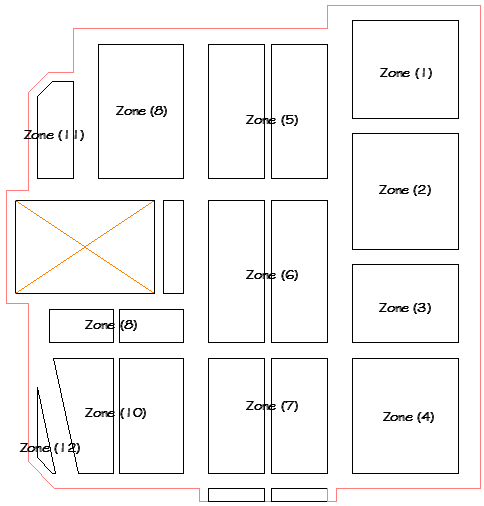 Zone (1)
Zone (8)
Zone (5)
Zone (11)
Zone (2)
Zone (6)
Zone (3)
Zone (8)
Zone (7)
Zone (10)
Zone (4)
Zone (12)